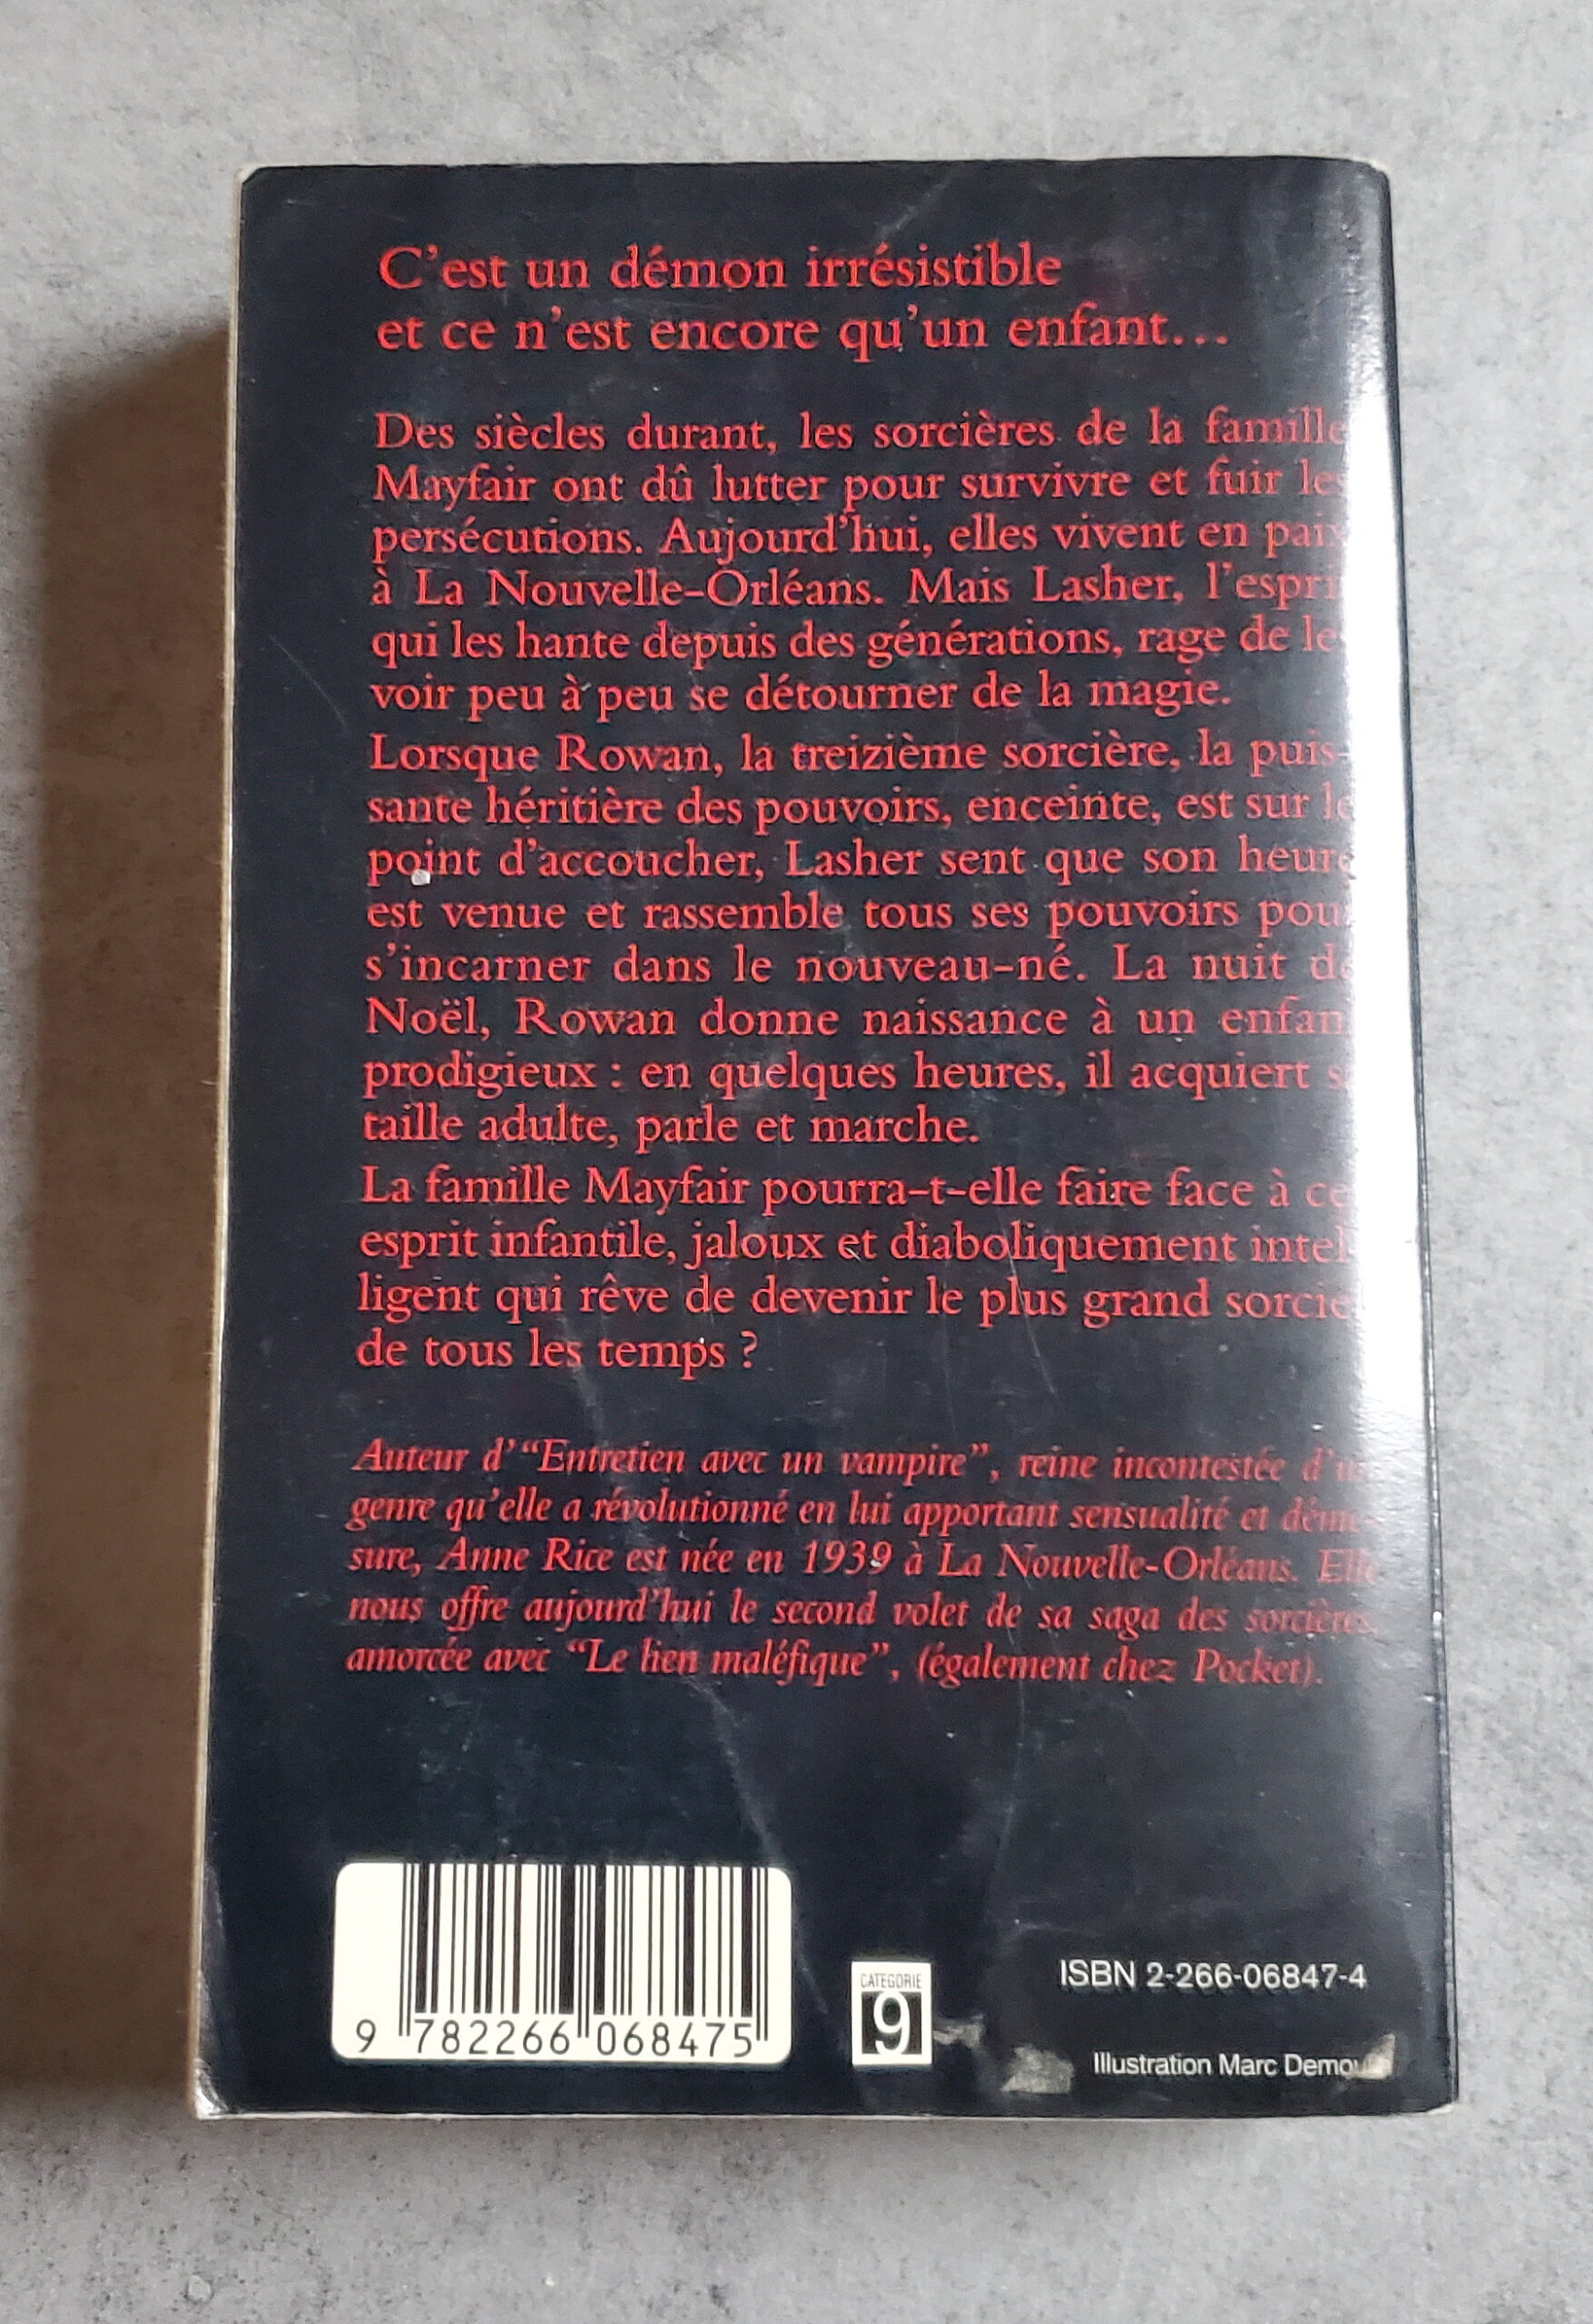 C'est un démon irrésistible
et ce n'est encore qu'un enfant...
Des siècles durant, les sorcières de la famille
Mayfair ont dû lutter pour survivre et fuir les
persécutions. Aujourd'hui, elles vivent en paix
à La Nouvelle-Orléans. Mais Lasher, l'esprit
qui les hante depuis des générations, rage de
voir peu à peu se détourner de la magie.
Lorsque Rowan, la treizième sorcière, la puis-
sante héritière des pouvoirs, enceinte, est sur le
point d'accoucher, Lasher sent que son heure
est venue et rassemble tous ses pouvoirs pour
s'incarner dans le nouveau-né. La nuit de
Noël, Rowan donne naissance à un enfant
prodigieux : en quelques heures, il acquiert
taille adulte, parle et marche.
La famille Mayfair pourra-t-elle faire face à
esprit infantile, jaloux et diaboliquement intel-
ligent qui rêve de devenir le plus grand sorcier
de tous les temps ?
Auteur d'"Entretien avec un vampire", reine incontestée d'un
genre qu'elle a révolutionné en lui apportant sensualité et déme-
sure, Anne Rice est née en 1939 à La Nouvelle-Orléans. Elle
nous offre aujourd'hui le second volet de sa saga des sorcières,
amorcée avec "Le lien maléfique", (également chez Pocket).
9 782266 068475
CATEGORIE
9
ISBN 2-266-06847-4
Illustration Marc